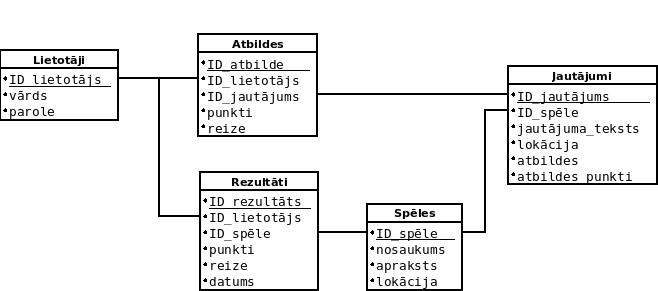 Lietotāji
ID_lietotājs
vārds
parole
Atbildes
ID_atbilde
ID_lietotājs
ID_jautājums
punkti
reize
Jautājumi
ID_jautājums
ID_spēle
jautājuma_teksts
lokācija
atbildes
atbildes_punkti
Rezultāti
ID_rezultāts
ID_lietotājs
ID_spēle
punkti
reize
datums
Spēles
ID_spēle
nosaukums
apraksts
lokācija